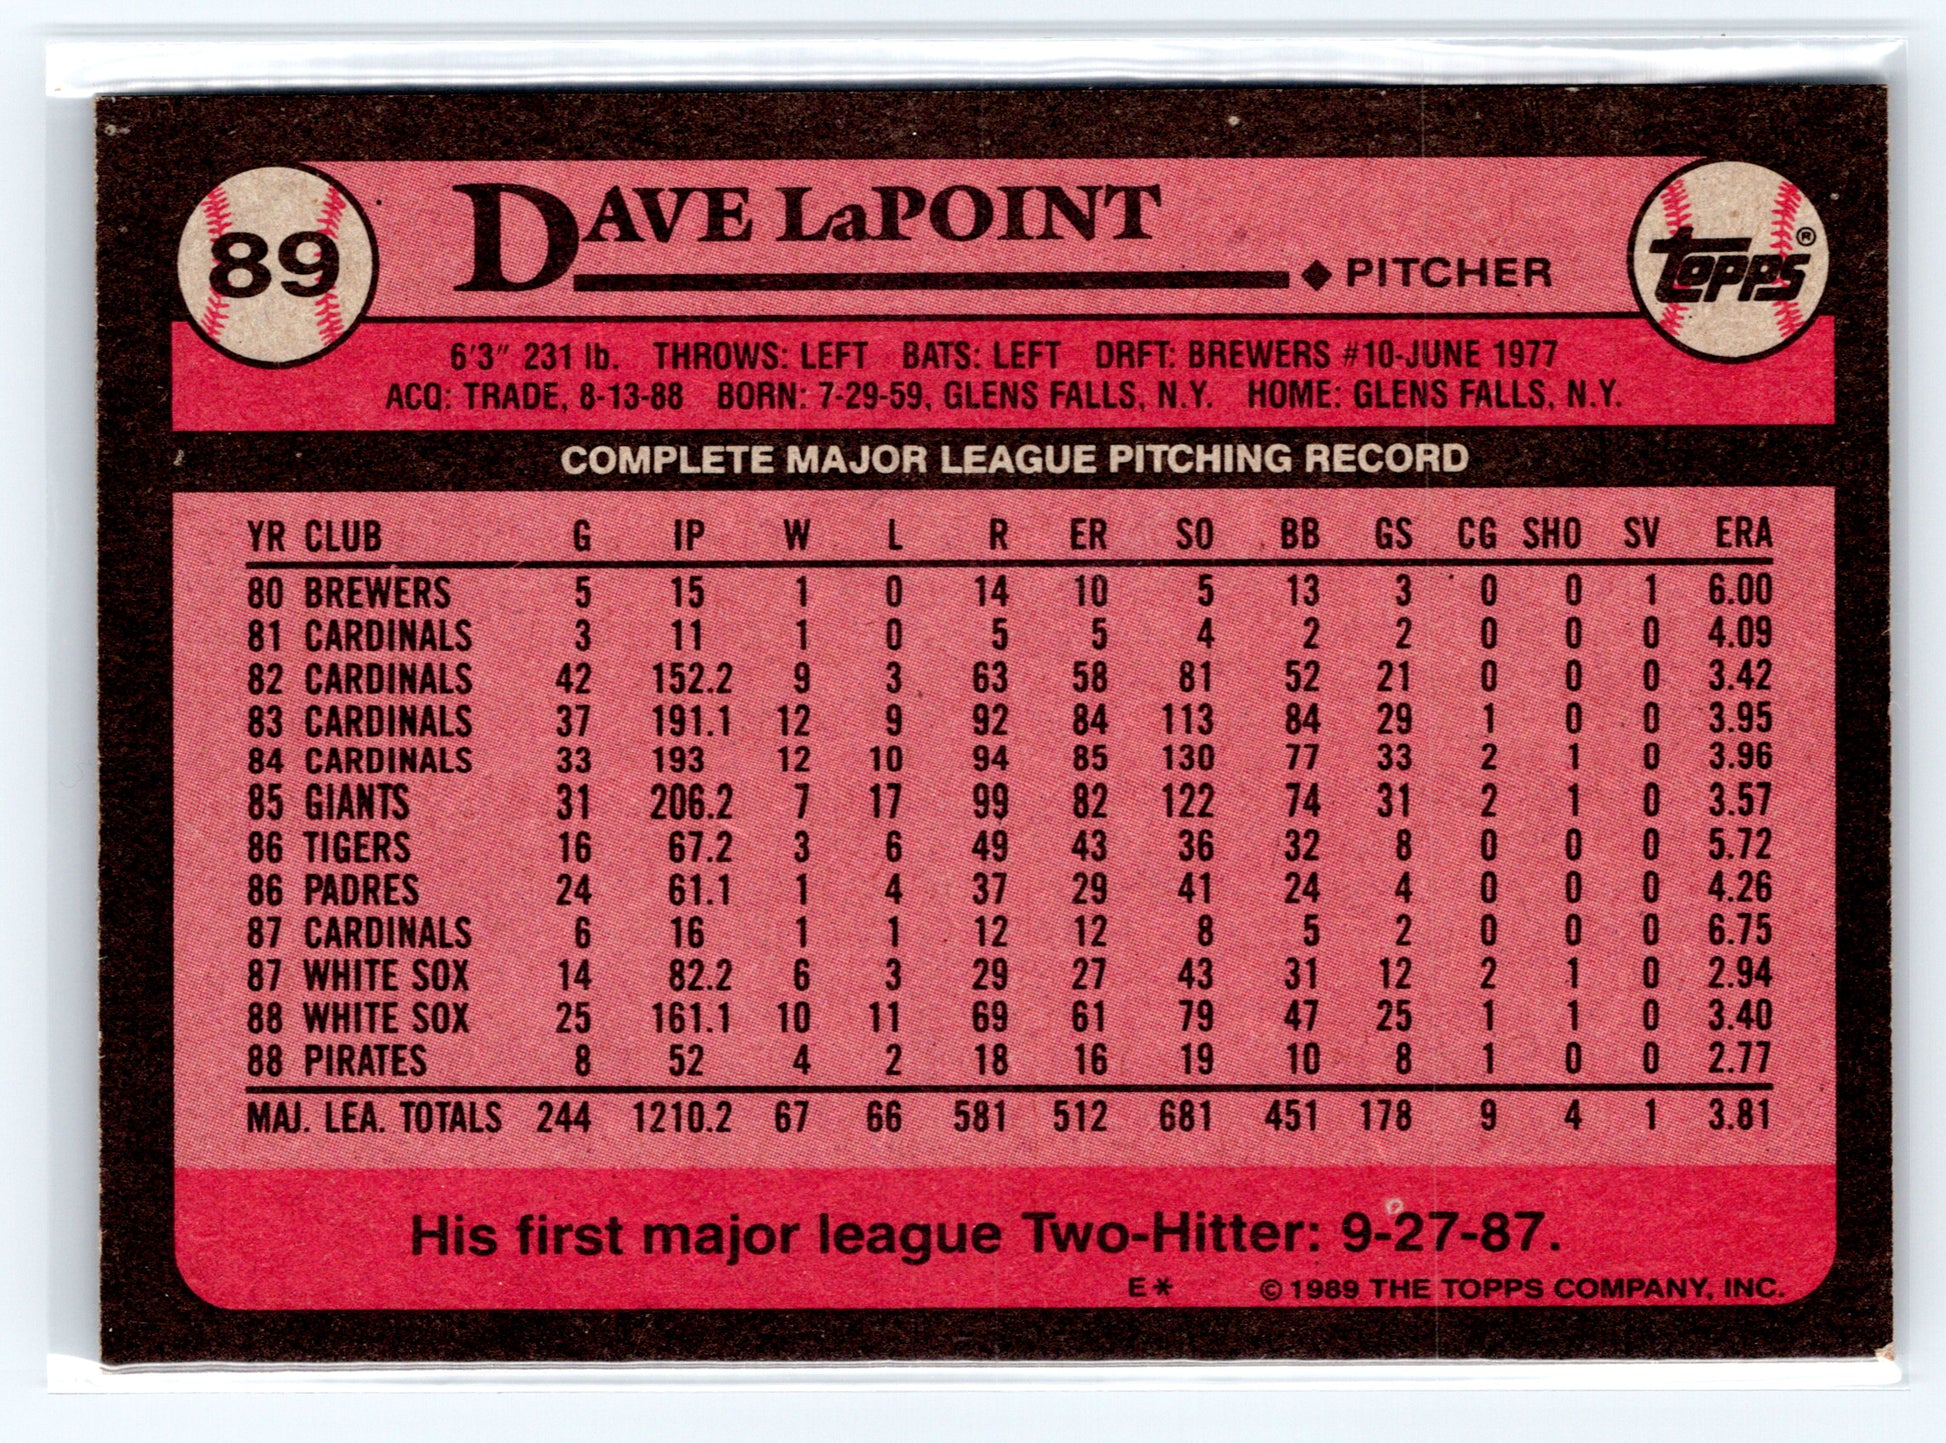 89
DAVE LaPOINT
◆ PITCHER
topps®
6'3" 231 lb. THROWS: LEFT BATS: LEFT DRFT: BREWERS #10-JUNE 1977
ACQ: TRADE, 8-13-88 BORN: 7-29-59, GLENS FALLS, N.Y. HOME: GLENS FALLS, N.Y.
COMPLETE MAJOR LEAGUE PITCHING RECORD
YR CLUB G IP W L R ER SO BB GS CG SHO SV ERA
80 BREWERS 5 15 1 0 14 10 5 13 3 0 0 1 6.00
81 CARDINALS 3 11 1 0 5 5 4 2 2 0 0 0 4.09
82 CARDINALS 42 152.2 9 3 63 58 81 52 21 0 0 0 3.42
83 CARDINALS 37 191.1 12 9 92 84 113 84 29 1 0 0 3.95
84 CARDINALS 33 193 12 10 94 85 130 77 33 2 1 0 3.96
85 GIANTS 31 206.2 7 17 99 82 122 74 31 2 1 0 3.57
86 TIGERS 16 67.2 3 6 49 43 36 32 8 0 0 0 5.72
86 PADRES 24 61.1 1 4 37 29 41 24 4 0 0 0 4.26
87 CARDINALS 6 16 1 1 12 12 8 5 2 0 0 0 6.75
87 WHITE SOX 14 82.2 6 3 29 27 43 31 12 2 1 0 2.94
88 WHITE SOX 25 161.1 10 11 69 61 79 47 25 1 1 0 3.40
88 PIRATES 8 52 4 2 18 16 19 10 8 1 0 0 2.77
MAJ. LEA. TOTALS 244 1210.2 67 66 581 512 681 451 178 9 4 1 3.81
His first major league Two-Hitter: 9-27-87.
E* © 1989 THE TOPPS COMPANY, INC.